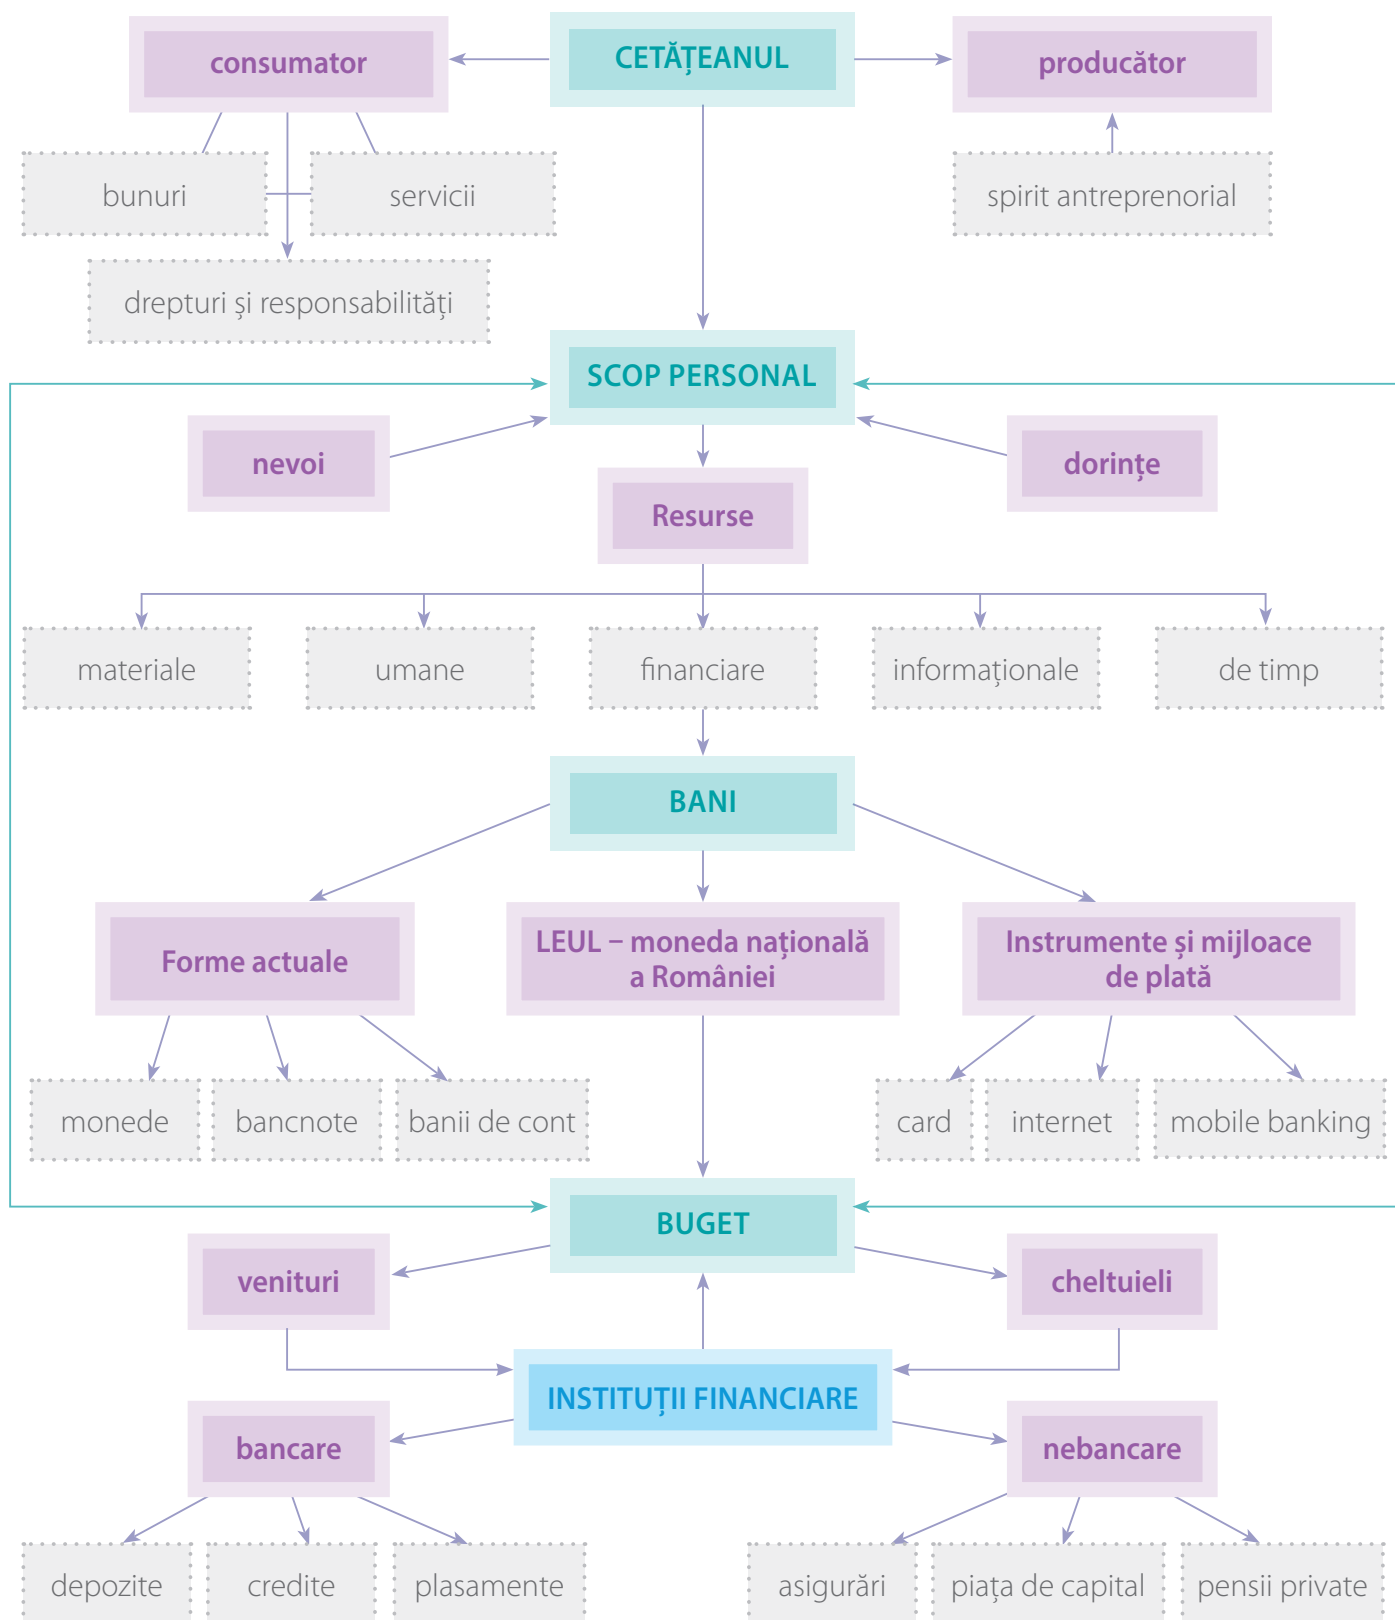 consumator
CETĂȚEANUL
producător
bunuri
servicii
spirit antreprenorial
drepturi și responsabilități
SCOP PERSONAL
nevoi
dorințe
Resurse
materiale
umane
financiare
informaționale
de timp
BANI
Forme actuale
LEUL – moneda națională
a României
Instrumente și mijloace
de plată
monede
bancnote
banii de cont
card
internet
mobile banking
BUGET
venituri
cheltuieli
INSTITUȚII FINANCIARE
bancare
nebancare
depozite
credite
plasamente
asigurări
piața de capital
pensii private